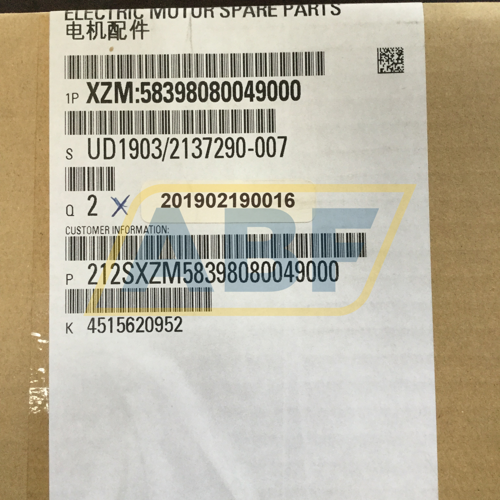 ELECTRIC MOTOR SPARE PARTS
电机配件
1P XZM:58398080049000
S UD1903/2137290-007
Q 2 201902190016
CUSTOMER INFORMATION:
P 212SXZM58398080049000
K 4515620952
ABF